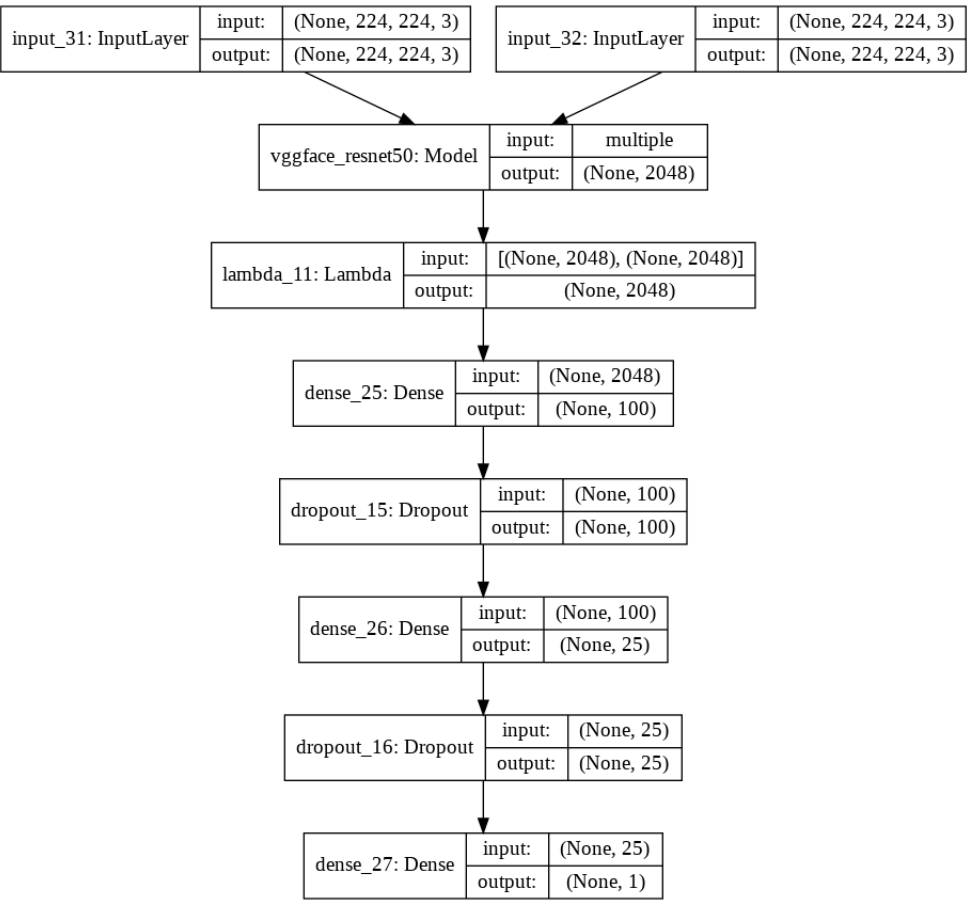 input_31: InputLayer
input: (None, 224, 224, 3)
output: (None, 224, 224, 3)
input_32: InputLayer
input: (None, 224, 224, 3)
output: (None, 224, 224, 3)
vggface_resnet50: Model
input: multiple
output: (None, 2048)
lambda_11: Lambda
input: [(None, 2048), (None, 2048)]
output: (None, 2048)
dense_25: Dense
input: (None, 2048)
output: (None, 100)
dropout_15: Dropout
input: (None, 100)
output: (None, 100)
dense_26: Dense
input: (None, 100)
output: (None, 25)
dropout_16: Dropout
input: (None, 25)
output: (None, 25)
dense_27: Dense
input: (None, 25)
output: (None, 1)